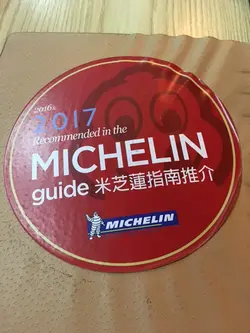 2016 &
2017
Recommended in the
MICHELIN
guide 米芝蓮指南推介
MICHELIN